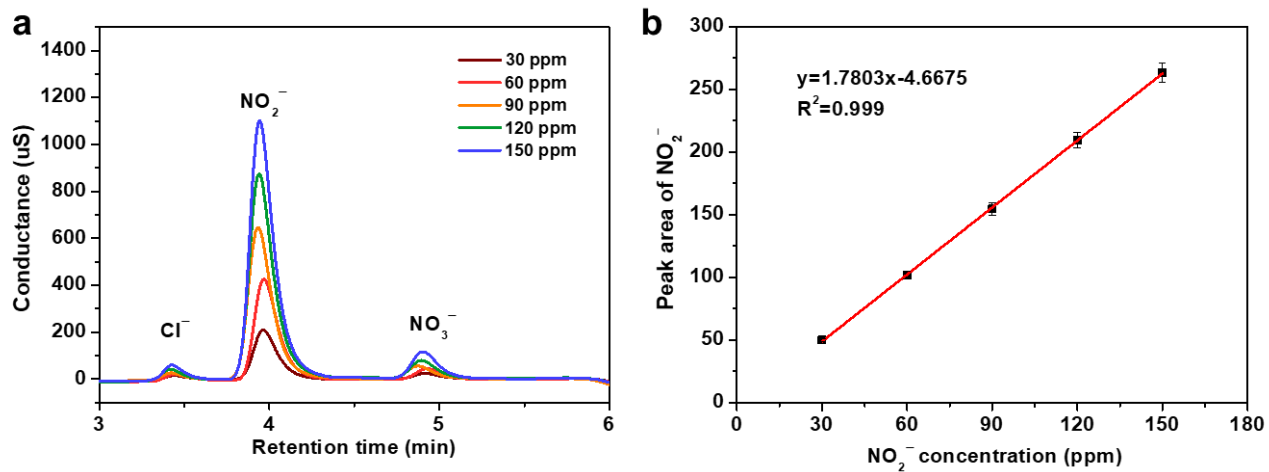 a
1400
1200
1000
800
600
400
200
0
Conductance (uS)
3
4
5
6
Retention time (min)
Cl⁻
NO₂⁻
NO₃⁻
30 ppm
60 ppm
90 ppm
120 ppm
150 ppm
b
300
250
200
150
100
50
0
Peak area of NO₂⁻
0
30
60
90
120
150
180
NO₂⁻ concentration (ppm)
y=1.7803x-4.6675
R²=0.999